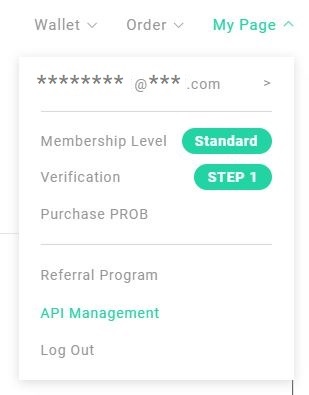 Wallet Order My Page
******** @*** .com >
Membership Level Standard
Verification STEP 1
Purchase PROB
Referral Program
API Management
Log Out